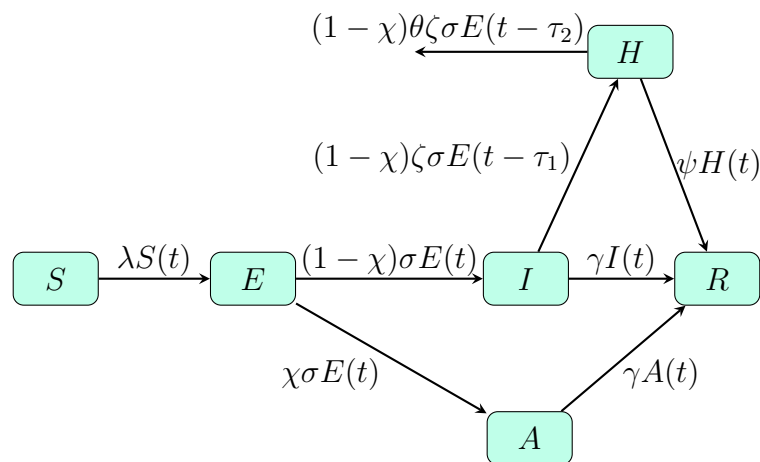 (1 − χ)θζσE(t − τ₂)
H
(1 − χ)ζσE(t − τ₁)
ψH(t)
S
λS(t)
E
(1 − χ)σE(t)
I
γI(t)
R
χσE(t)
γA(t)
A